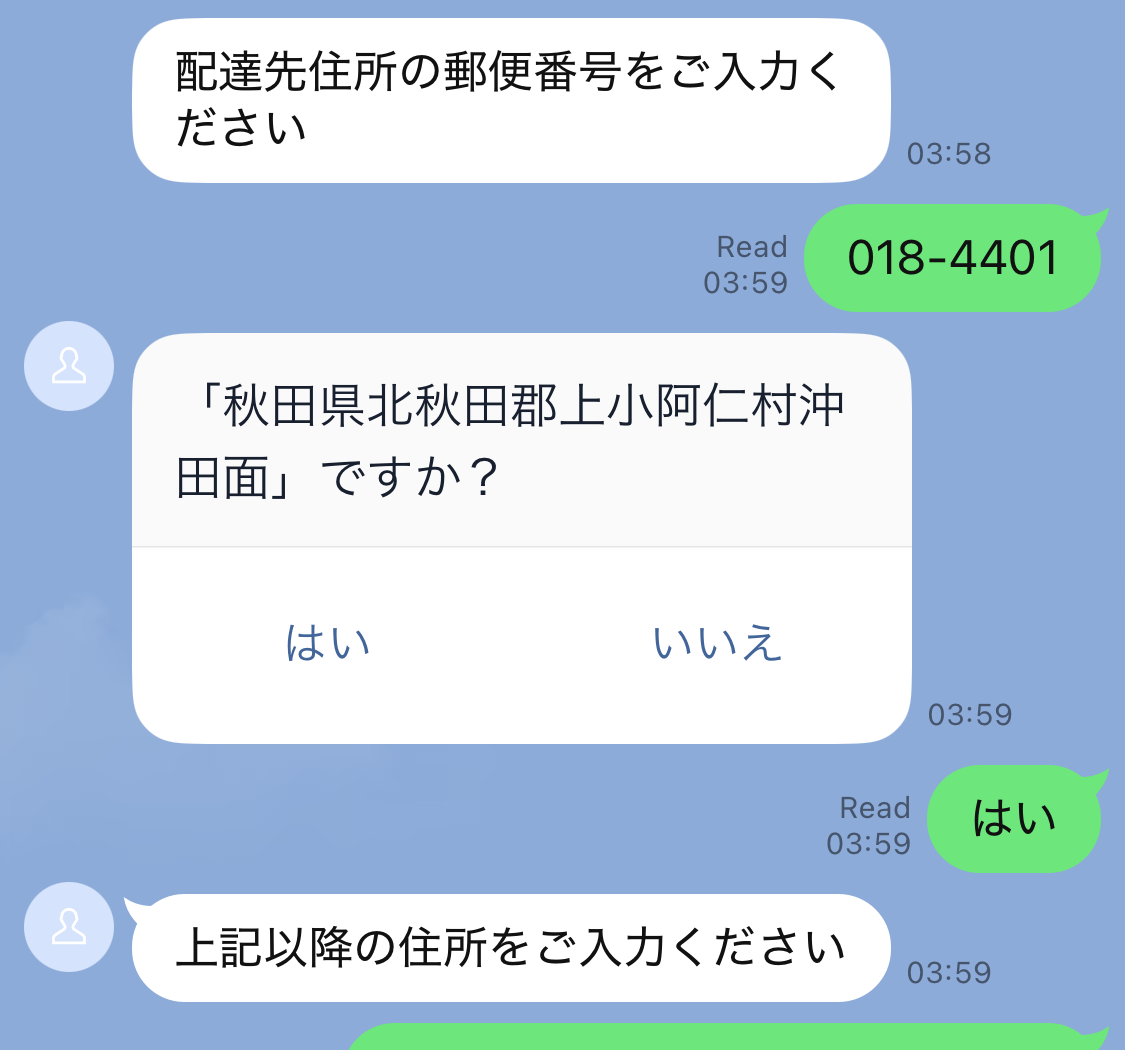 配達先住所の郵便番号をご入力く
ださい
03:58
Read
03:59
018-4401
「秋田県北秋田郡上小阿仁村沖
田面」ですか？
はい
いいえ
03:59
Read
03:59
はい
上記以降の住所をご入力ください
03:59